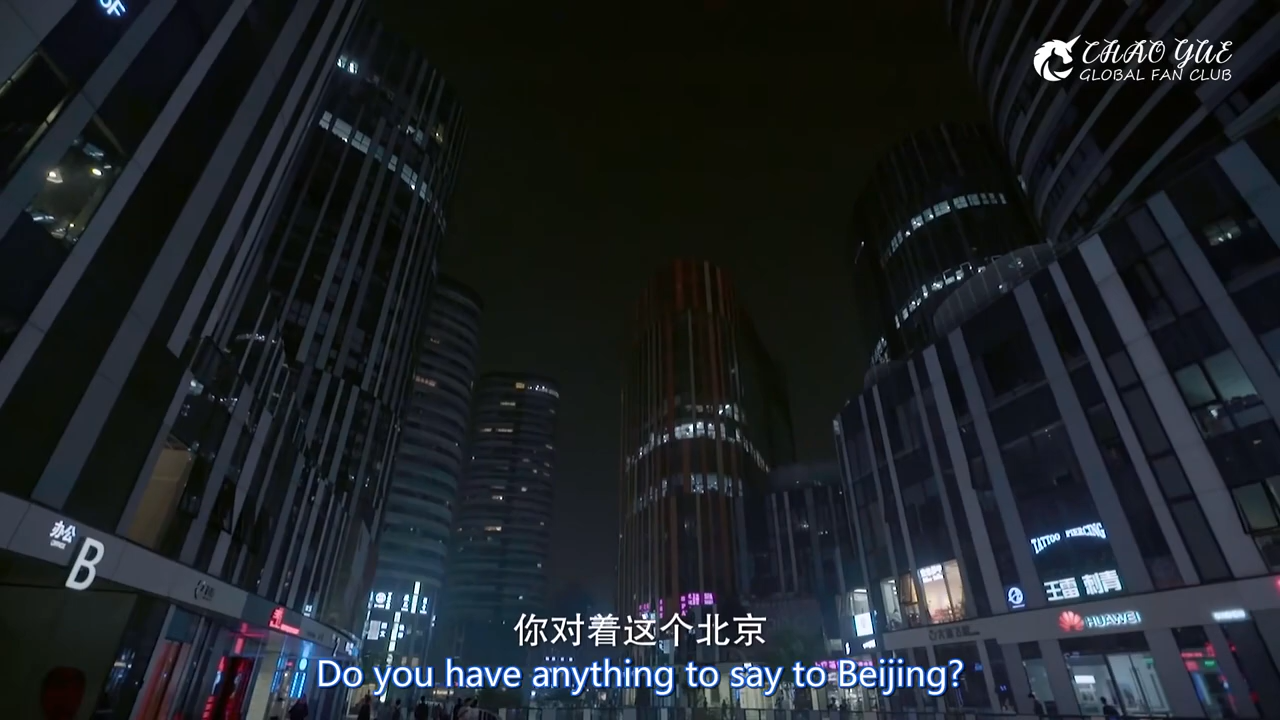 CHAO YUE
GLOBAL FAN CLUB
办公
OFFICE
B
TATTOO PIERCING
王雷 刺青
HUAWEI
你对着这个北京
Do you have anything to say to Beijing?